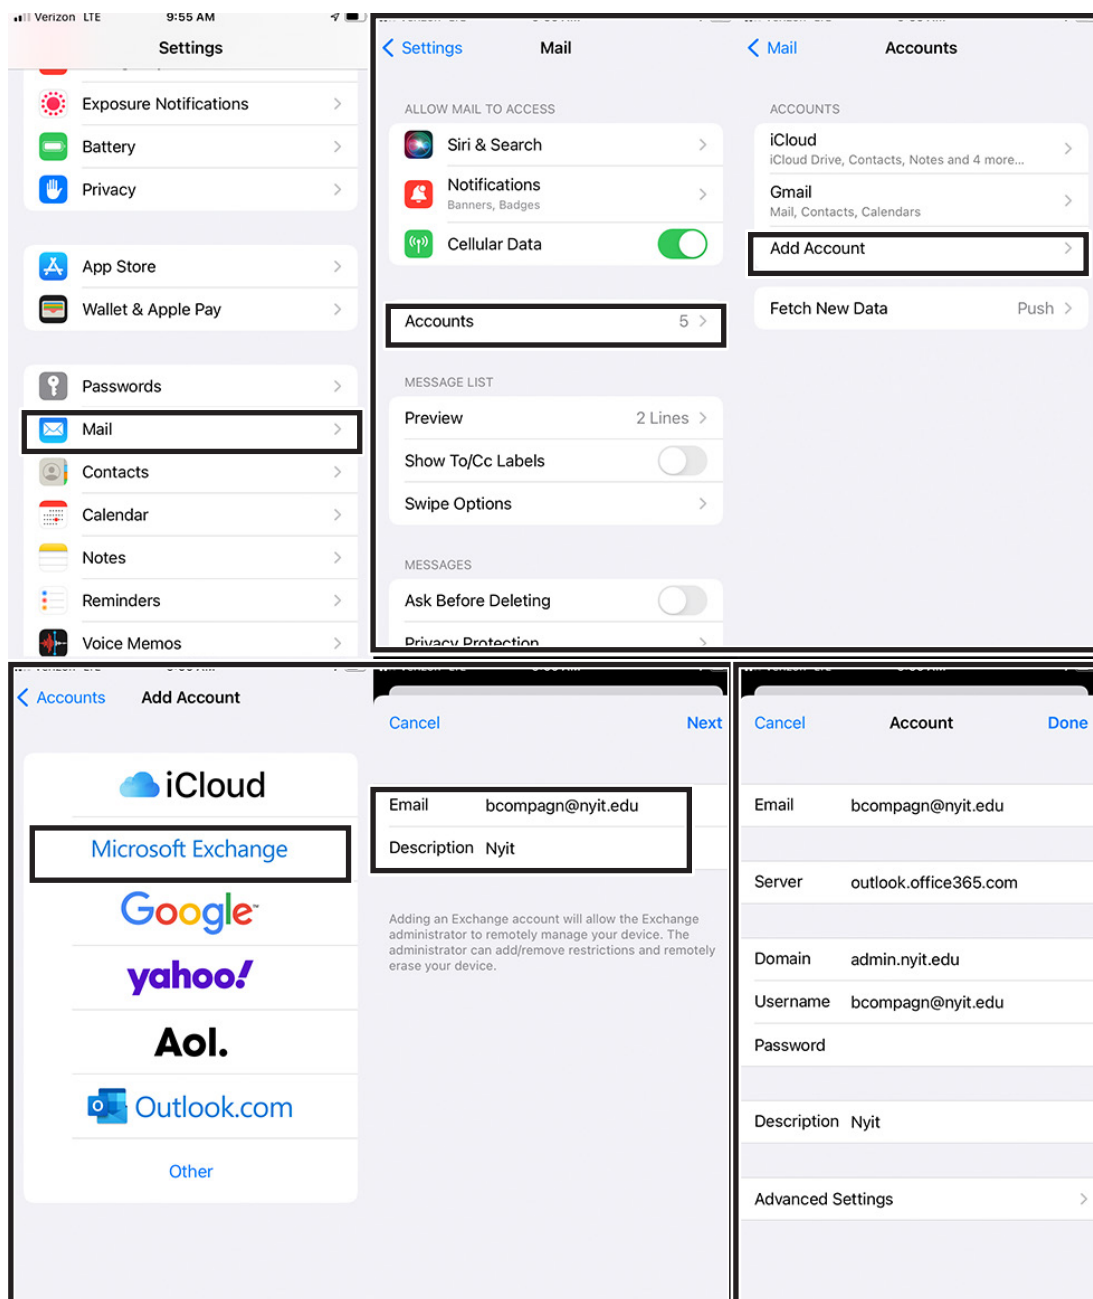 Verizon LTE 9:55 AM
Settings
Exposure Notifications
Battery
Privacy
App Store
Wallet & Apple Pay
Passwords
Mail
Contacts
Calendar
Notes
Reminders
Voice Memos
Settings Mail
ALLOW MAIL TO ACCESS
Siri & Search
Notifications
Banners, Badges
Cellular Data
Accounts 5
MESSAGE LIST
Preview 2 Lines
Show To/Cc Labels
Swipe Options
MESSAGES
Ask Before Deleting
Privacy Protection
Mail Accounts
ACCOUNTS
iCloud
iCloud Drive, Contacts, Notes and 4 more...
Gmail
Mail, Contacts, Calendars
Add Account
Fetch New Data Push
Accounts Add Account
iCloud
Microsoft Exchange
Google
yahoo!
Aol.
Outlook.com
Other
Cancel Next
Email bcompagn@nyit.edu
Description Nyit
Adding an Exchange account will allow the Exchange
administrator to remotely manage your device. The
administrator can add/remove restrictions and remotely
erase your device.
Cancel Account Done
Email bcompagn@nyit.edu
Server outlook.office365.com
Domain admin.nyit.edu
Username bcompagn@nyit.edu
Password
Description Nyit
Advanced Settings